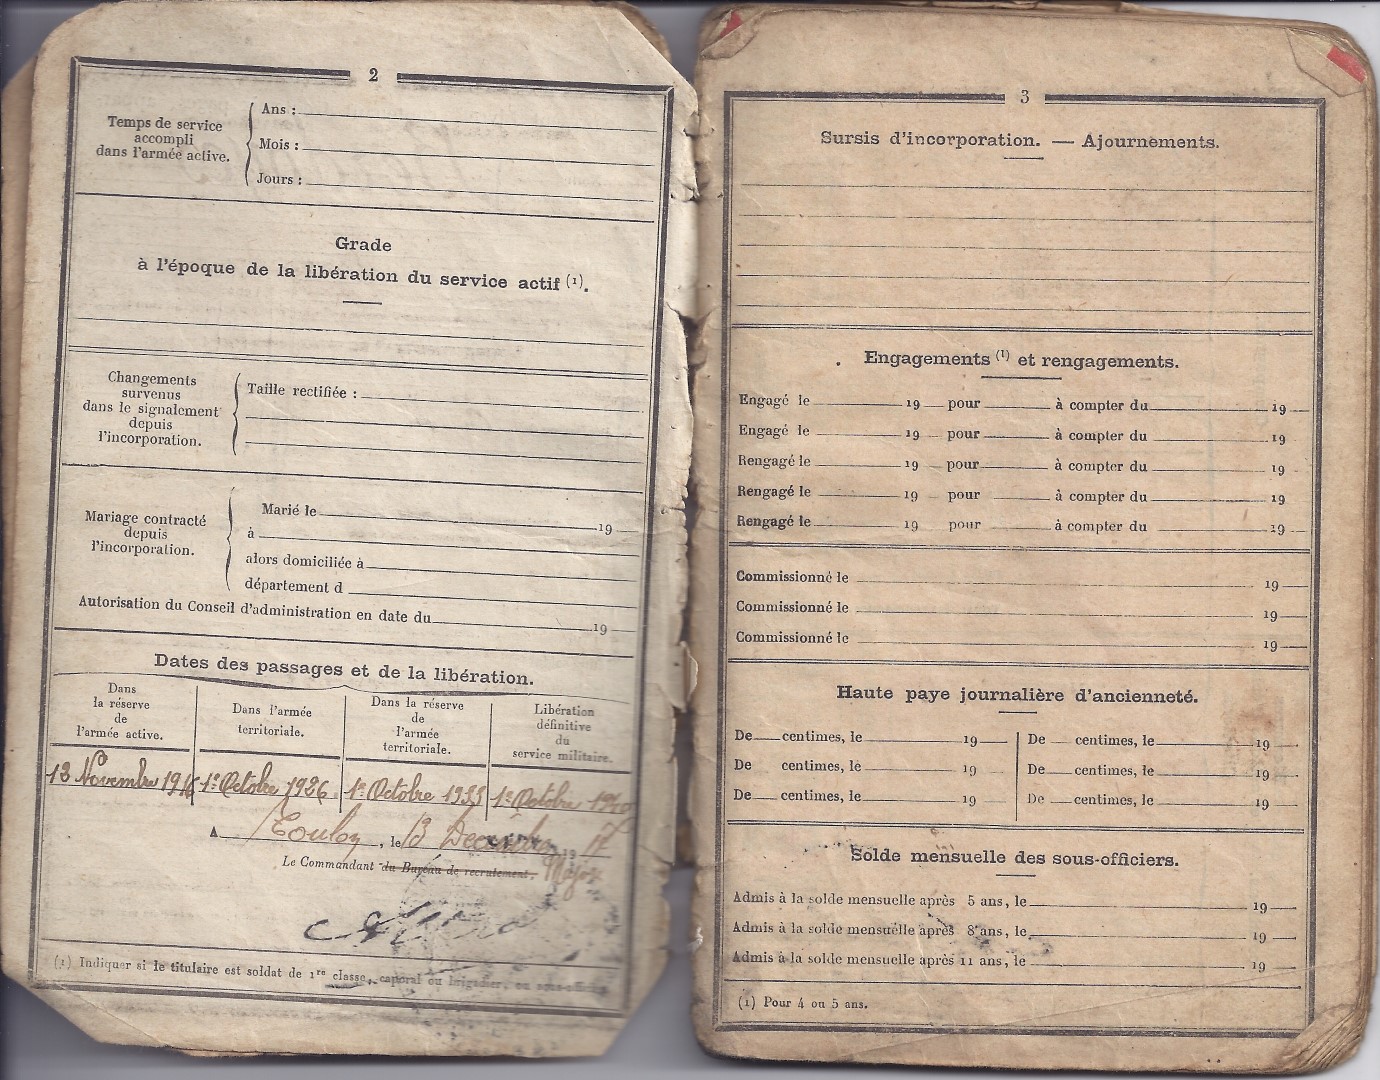 2
Temps de service
accompli
dans l'armée active.
Ans :
Mois :
Jours :
Grade
à l'époque de la libération du service actif (1).
Changements
survenus
dans le signalement
depuis
l'incorporation.
Taille rectifiée :
Mariage contracté
depuis
l'incorporation.
Marié le 19
à
alors domiciliée à
département d
Autorisation du Conseil d'administration en date du 19
Dates des passages et de la libération.
Dans
la réserve
de
l'armée active.
Dans l'armée
territoriale.
Dans la réserve
de
l'armée
territoriale.
Libération
définitive
du
service militaire.
13 Novembre 1916
1er Octobre 1926
1er Octobre 1933
1er Octobre 1940
A Toulon, le 13 Décembre 19 17
Le Commandant du Bureau de recrutement, Major
(1) Indiquer si le titulaire est soldat de 1re classe, caporal ou brigadier, ou sous-officier.
3
Sursis d'incorporation. — Ajournements.
Engagements (1) et rengagements.
Engagé le 19 pour à compter du 19
Engagé le 19 pour à compter du 19
Rengagé le 19 pour à compter du 19
Rengagé le 19 pour à compter du 19
Rengagé le 19 pour à compter du 19
Commissionné le 19
Commissionné le 19
Commissionné le 19
Haute paye journalière d'ancienneté.
De centimes, le 19
De centimes, le 19
De centimes, le 19
De centimes, le 19
De centimes, le 19
De centimes, le 19
Solde mensuelle des sous-officiers.
Admis à la solde mensuelle après 5 ans, le 19
Admis à la solde mensuelle après 8 ans, le 19
Admis à la solde mensuelle après 11 ans, le 19
(1) Pour 4 ou 5 ans.